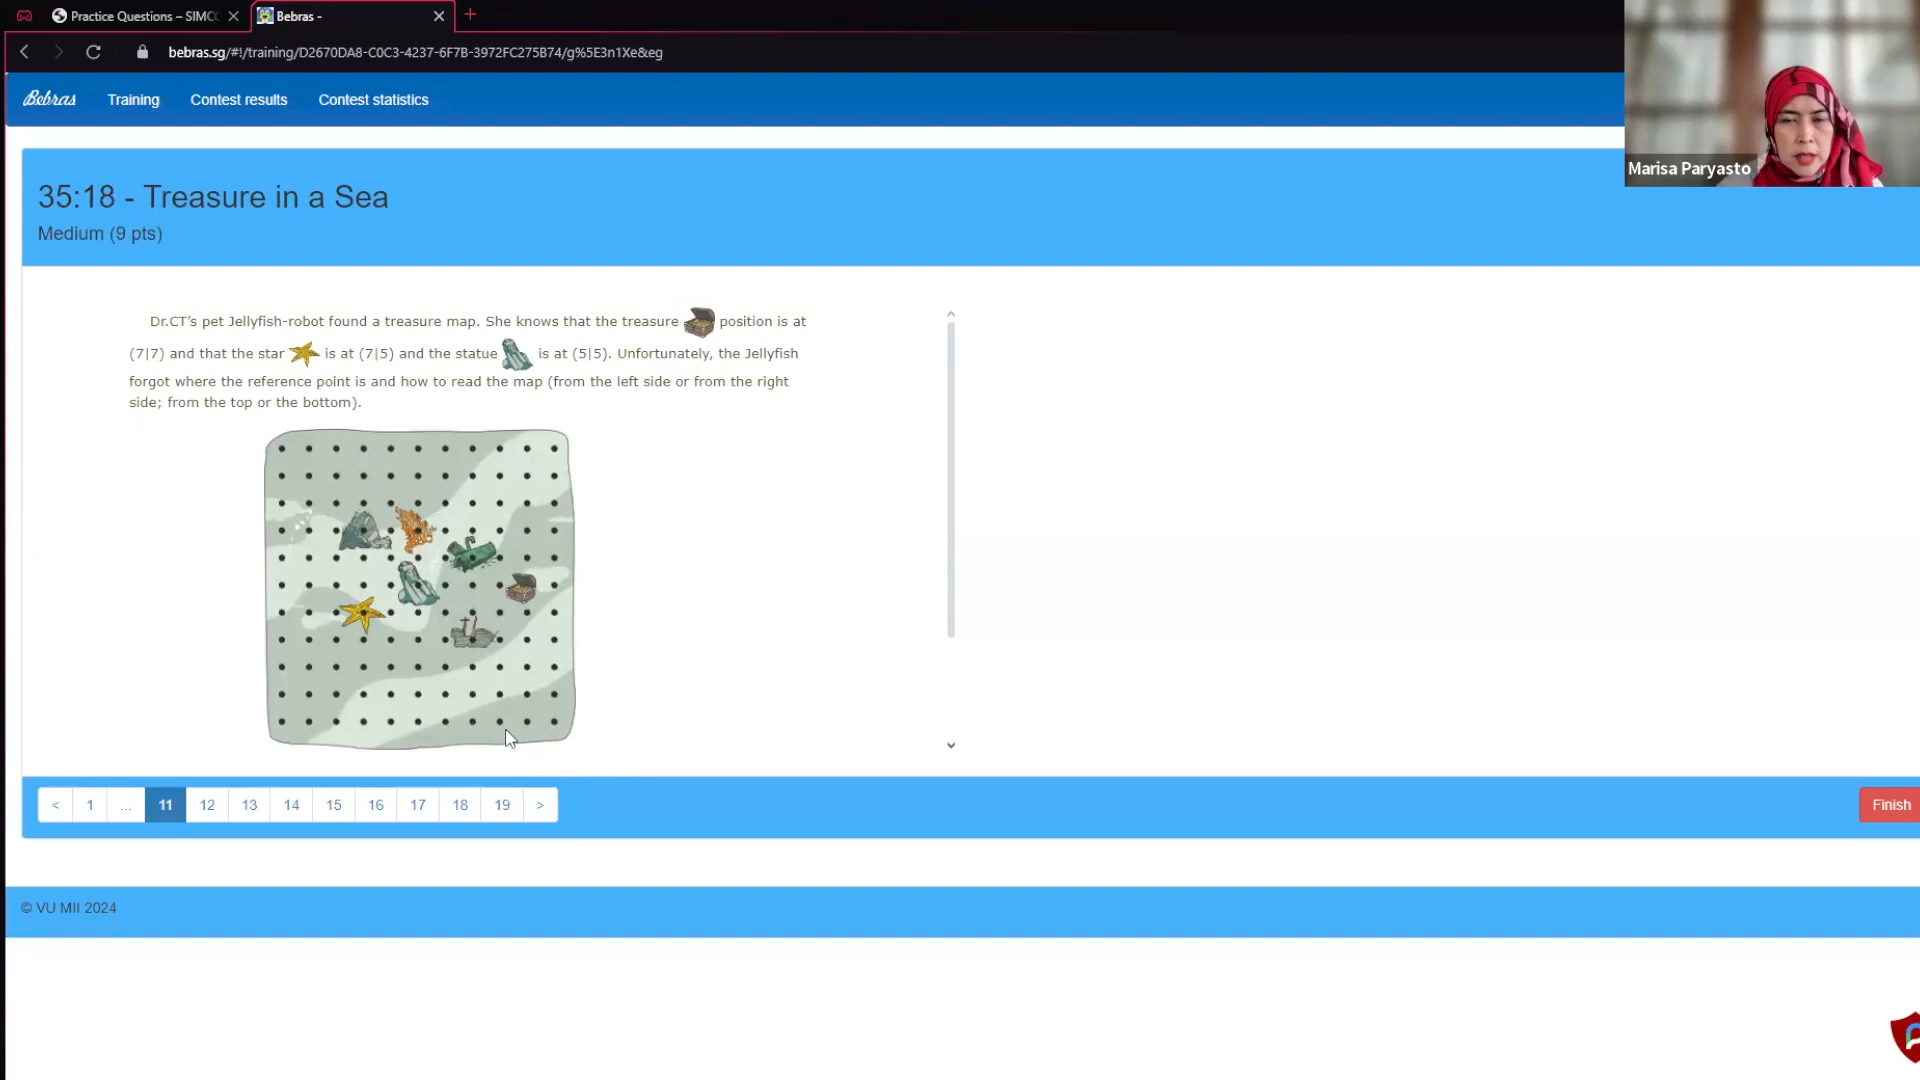 Practice Questions – SIMCC
Bebras -
bebras.sg/#!/training/D2670DA8-C0C3-4237-6F7B-3972FC275B74/g%5E3n1Xe&eg
Bebras Training Contest results Contest statistics
Marisa Paryasto
35:18 - Treasure in a Sea
Medium (9 pts)
Dr.CT's pet Jellyfish-robot found a treasure map. She knows that the treasure position is at
(7|7) and that the star is at (7|5) and the statue is at (5|5). Unfortunately, the Jellyfish
forgot where the reference point is and how to read the map (from the left side or from the right
side; from the top or the bottom).
< 1 ... 11 12 13 14 15 16 17 18 19 >
Finish
© VU MII 2024